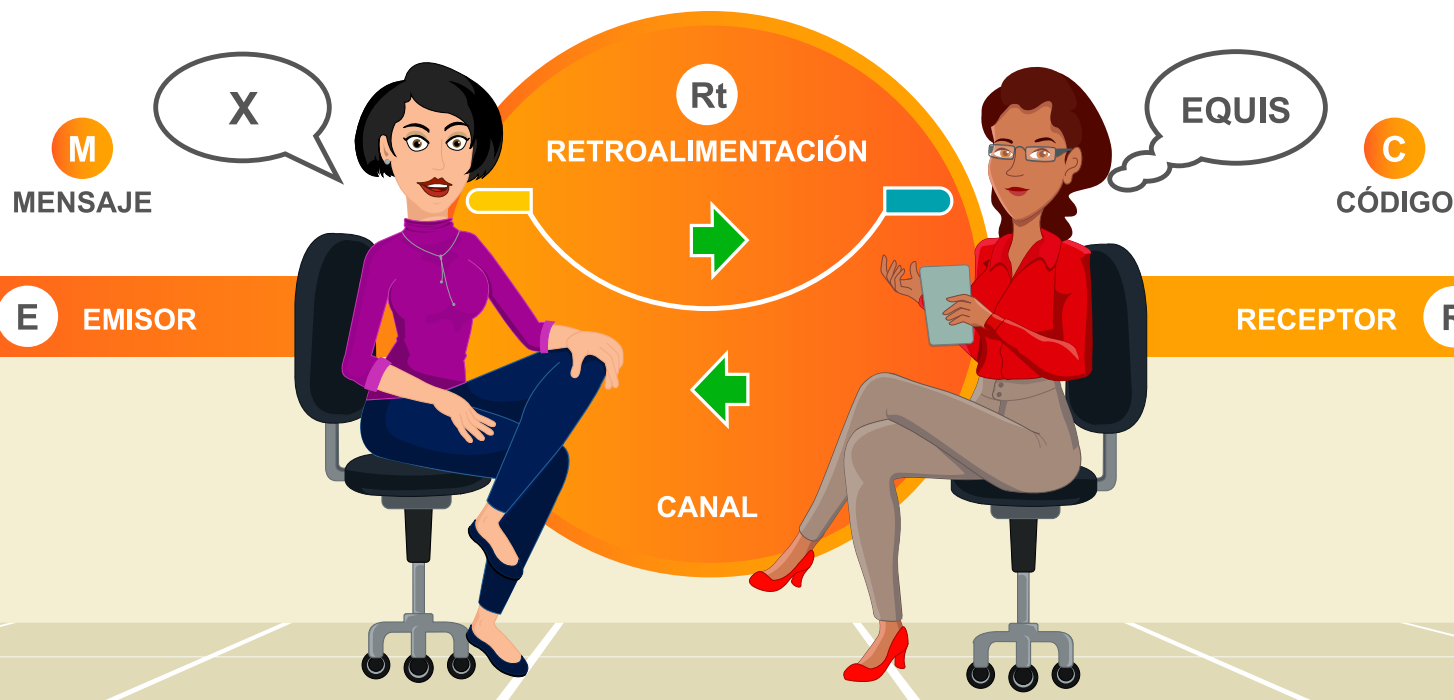 X
M
MENSAJE
Rt
RETROALIMENTACIÓN
EQUIS
C
CÓDIGO
E EMISOR
RECEPTOR R
CANAL